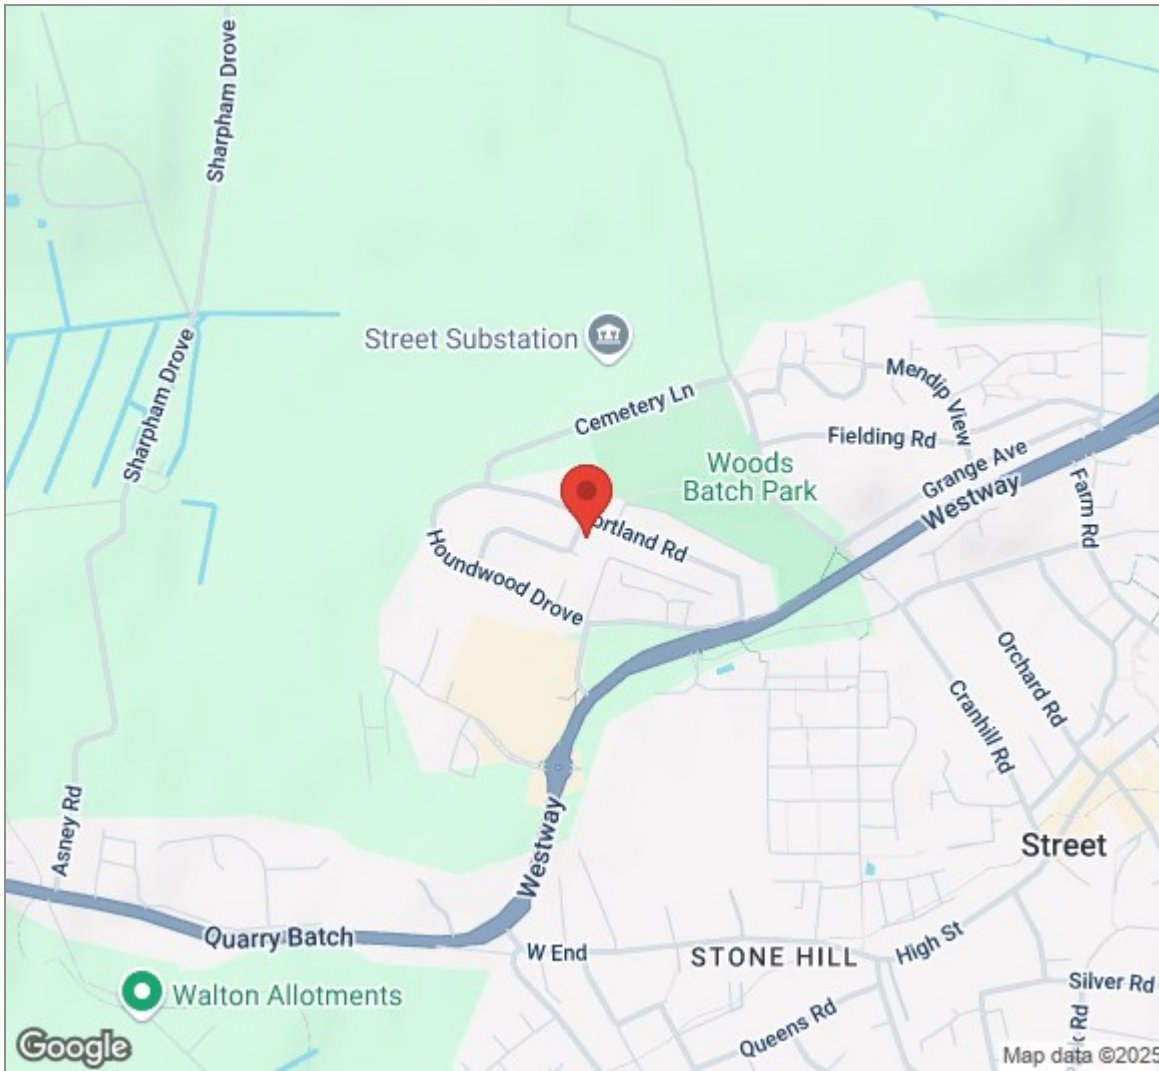 Sharpham Drove
Street Substation
Sharpham Drove
Cemetery Ln
Mendip View
Fielding Rd
Woods
Batch Park
Grange Ave
Westway
Farm Rd
ortland Rd
Houndwood Drove
Orchard Rd
Cranhill Rd
Asney Rd
Westway
Street
Quarry Batch
W End
STONE HILL
High St
Walton Allotments
Silver Rd
Queens Rd
Rd
Google
Map data ©2025